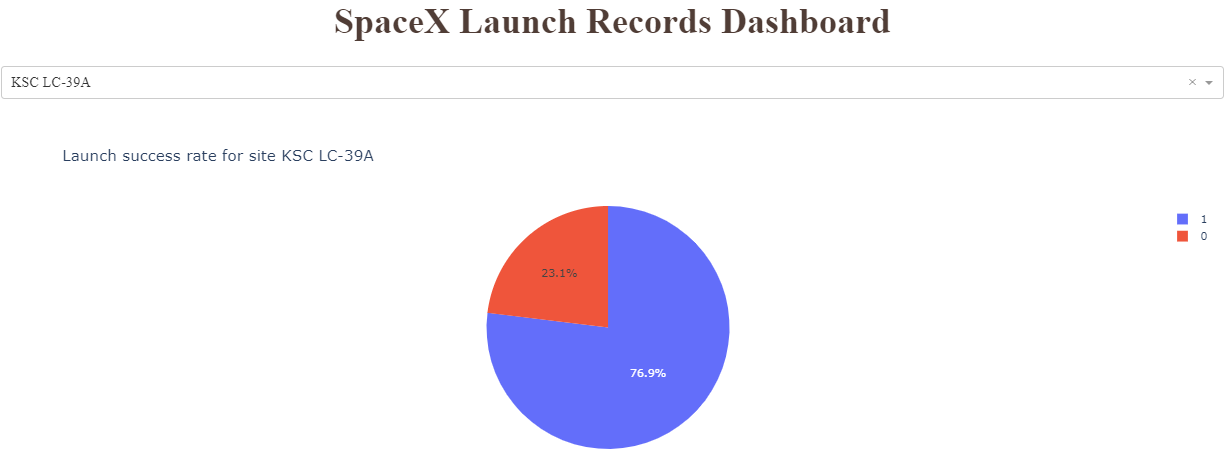 SpaceX Launch Records Dashboard
KSC LC-39A
Launch success rate for site KSC LC-39A
1
0
23.1%
76.9%